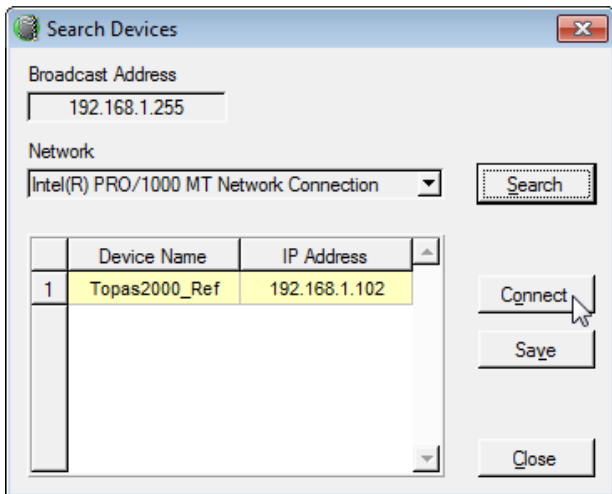 Search Devices
Broadcast Address
192.168.1.255
Network
Intel(R) PRO/1000 MT Network Connection
Search
Device Name IP Address
1 Topas2000_Ref 192.168.1.102
Connect
Save
Close